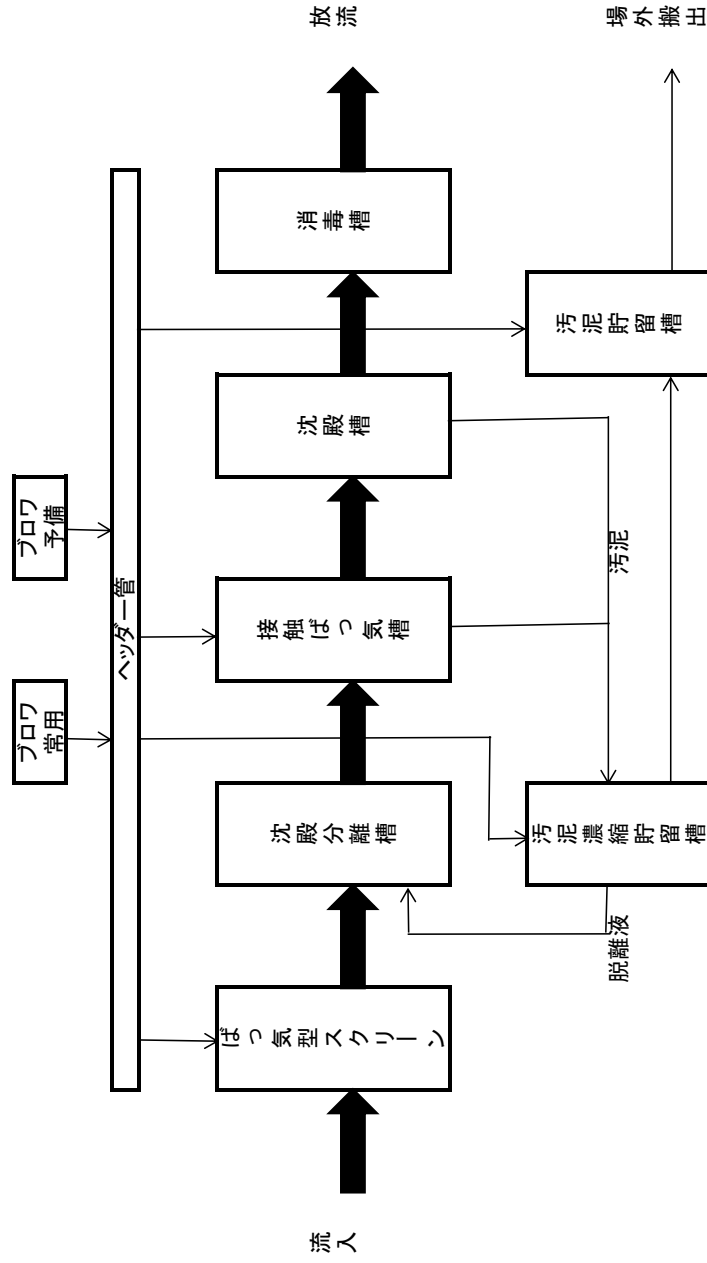 ブロワ
常用
ブロワ
予備
ヘッダー管
流入
ばっ気型スクリーン
沈殿分離槽
接触ばっ気槽
沈殿槽
消毒槽
放流
脱離液
汚泥濃縮貯留槽
汚泥
汚泥貯留槽
場外搬出